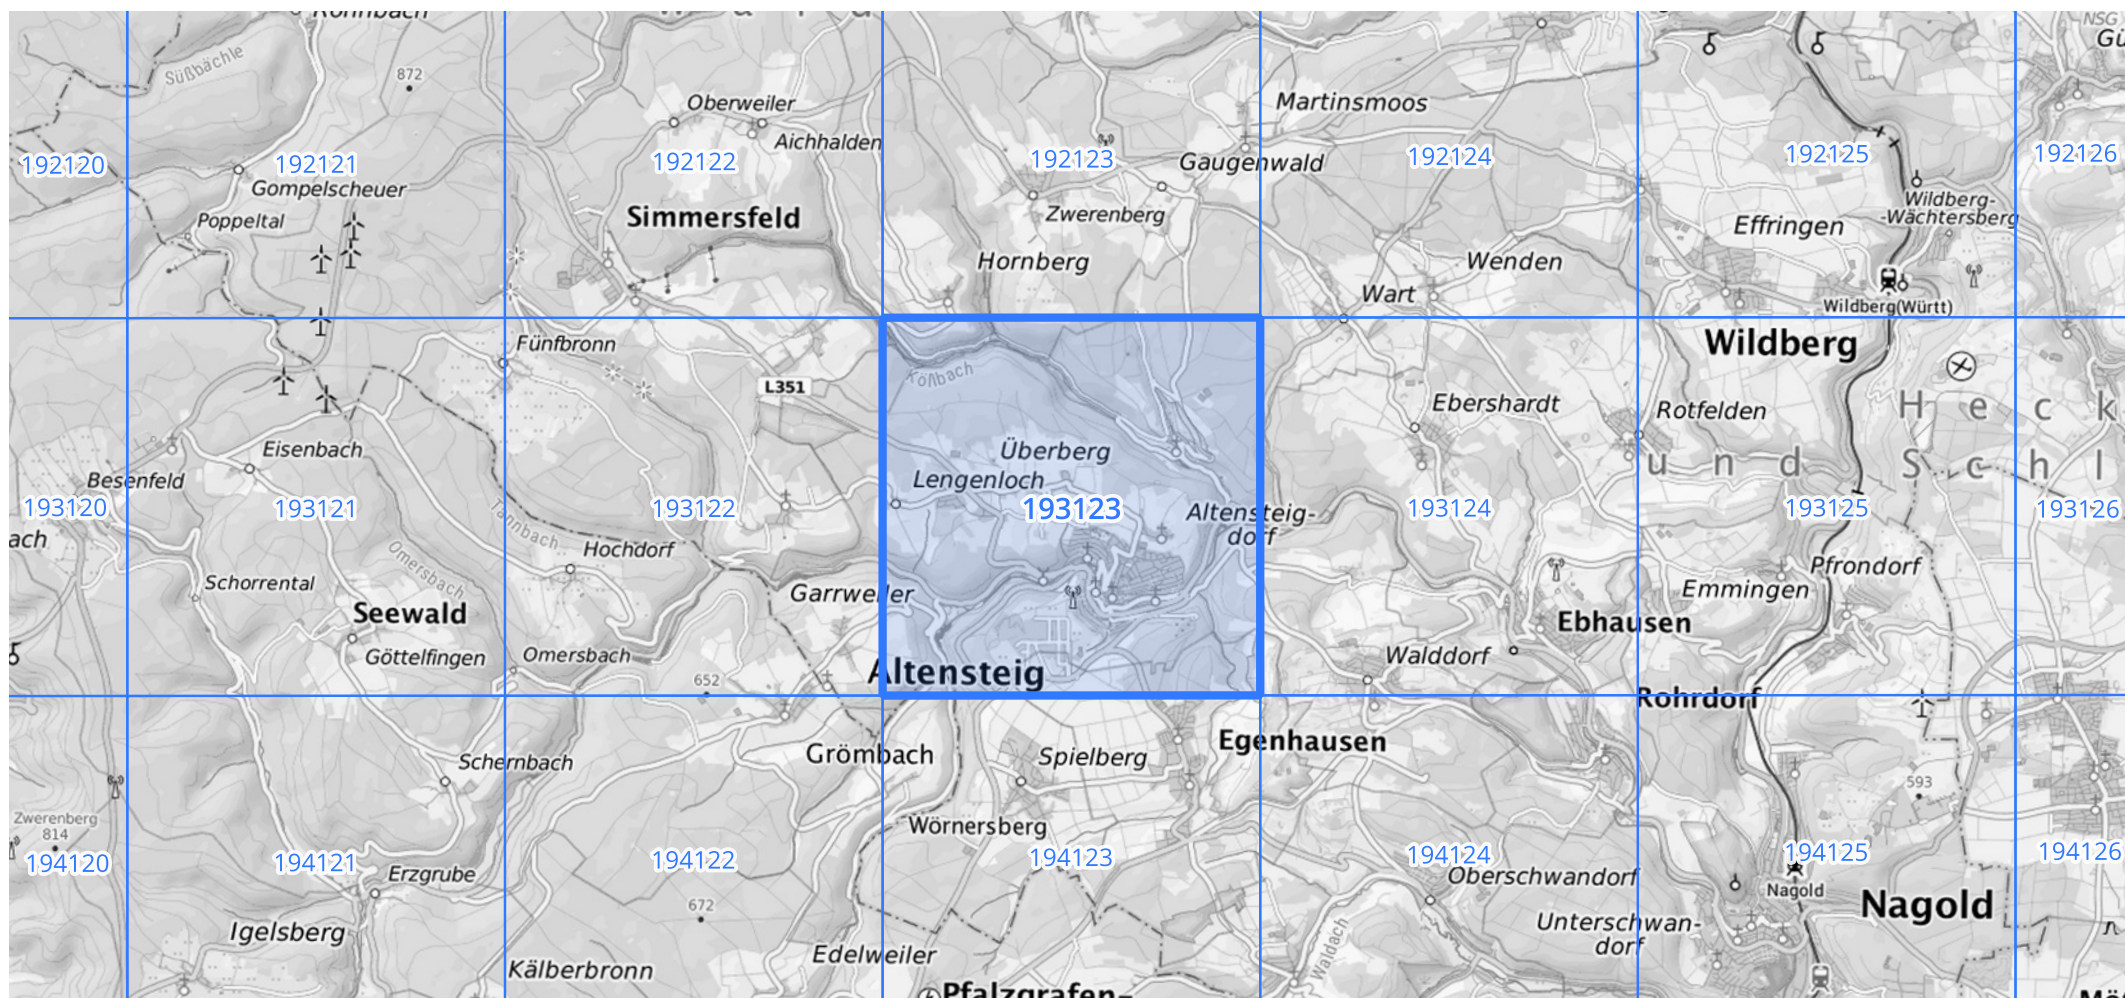 Süßbächle
872
Oberweiler
Aichhalden
Martinsmoos
NSG
192120
192121
192122
192123
Gaugenwald
192124
192125
192126
Gompelscheuer
Poppeltal
Simmersfeld
Zwerenberg
Wildberg-
-Wächtersberg
Effringen
Hornberg
Wenden
Wart
Wildberg(Württ)
Fünfbronn
Wildberg
L351
Köllbach
Ebershardt
Rotfelden
H e c k
Eisenbach
Überberg
u n d S c h l
Besenfeld
Lengenloch
193120
193121
193122
193123
193124
193125
193126
Altensteig-
dorf
Tannbach
ach
Hochdorf
Omersbach
Pfrondorf
Schorrental
Garrweiler
Emmingen
Seewald
Ebhausen
Göttelfingen
Omersbach
Walddorf
652
Altensteig
Rohrdorf
Egenhausen
Schernbach
Grömbach
Spielberg
593
Zwerenberg
814
Wörnersberg
194120
194121
194122
194123
194124
194125
194126
Erzgrube
Oberschwandorf
Nagold
672
Nagold
Igelsberg
Unterschwan-
dorf
Waldach
Edelweiler
Kälberbronn
Pfalzgrafen-